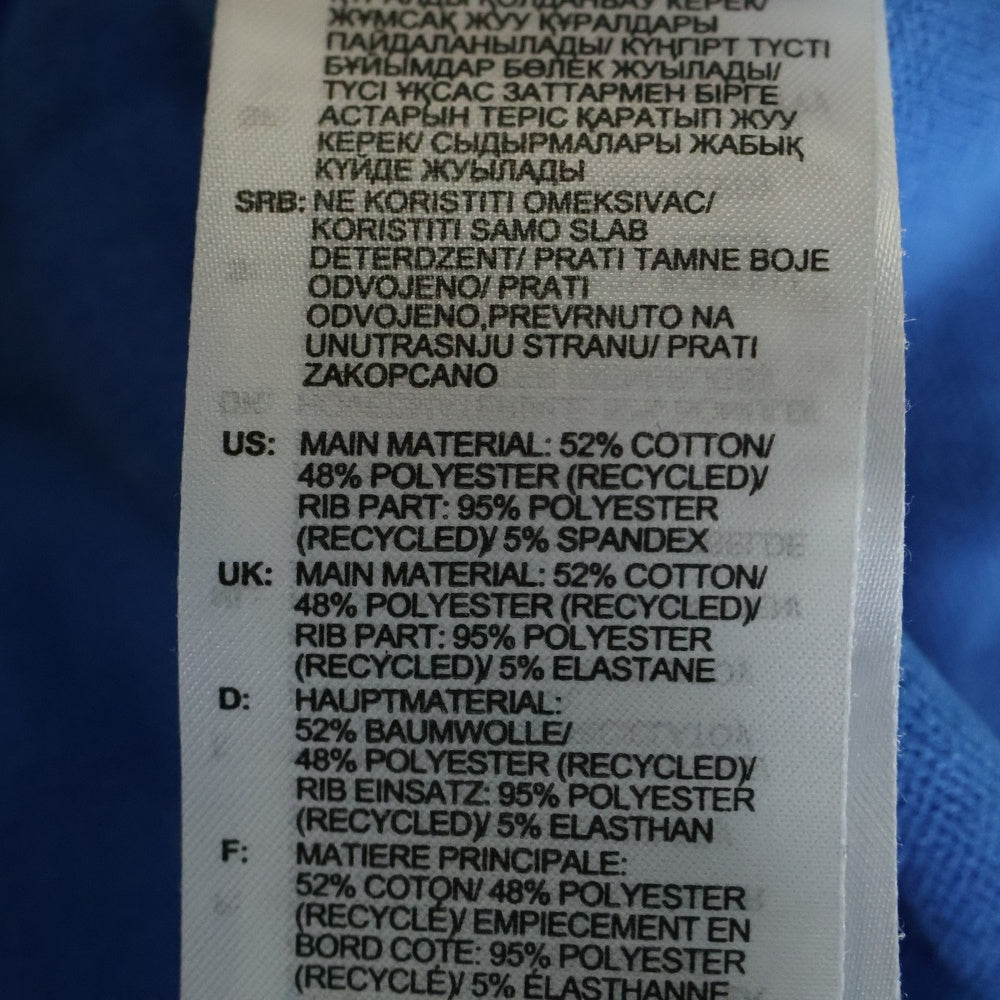 ҚҰРАЛДЫ ҚОЛДАНБАУ КЕРЕК/
ЖҰМСАҚ ЖУУ ҚҰРАЛДАРЫ
ПАЙДАЛАНЫЛАДЫ/ КҮҢГІРТ ТҮСТІ
БҰЙЫМДАР БӨЛЕК ЖУЫЛАДЫ/
ТҮСІ ҰҚСАС ЗАТТАРМЕН БІРГЕ
АСТАРЫН ТЕРІС ҚАРАТЫП ЖУУ
КЕРЕК/ СЫДЫРМАЛАРЫ ЖАБЫҚ
КҮЙДЕ ЖУЫЛАДЫ
SRB: NE KORISTITI OMEKSIVAC/
KORISTITI SAMO SLAB
DETERDZENT/ PRATI TAMNE BOJE
ODVOJENO/ PRATI
ODVOJENO,PREVRNUTO NA
UNUTRASNJU STRANU/ PRATI
ZAKOPCANO
US: MAIN MATERIAL: 52% COTTON/
48% POLYESTER (RECYCLED)/
RIB PART: 95% POLYESTER
(RECYCLED)/ 5% SPANDEX
UK: MAIN MATERIAL: 52% COTTON/
48% POLYESTER (RECYCLED)/
RIB PART: 95% POLYESTER
(RECYCLED)/ 5% ELASTANE
D: HAUPTMATERIAL:
52% BAUMWOLLE/
48% POLYESTER (RECYCLED)/
RIB EINSATZ: 95% POLYESTER
(RECYCLED)/ 5% ELASTHAN
F: MATIERE PRINCIPALE:
52% COTON/ 48% POLYESTER
(RECYCLÉ)/ EMPIECEMENT EN
BORD COTE: 95% POLYESTER
(RECYCLÉ)/ 5% ÉLASTHANNE